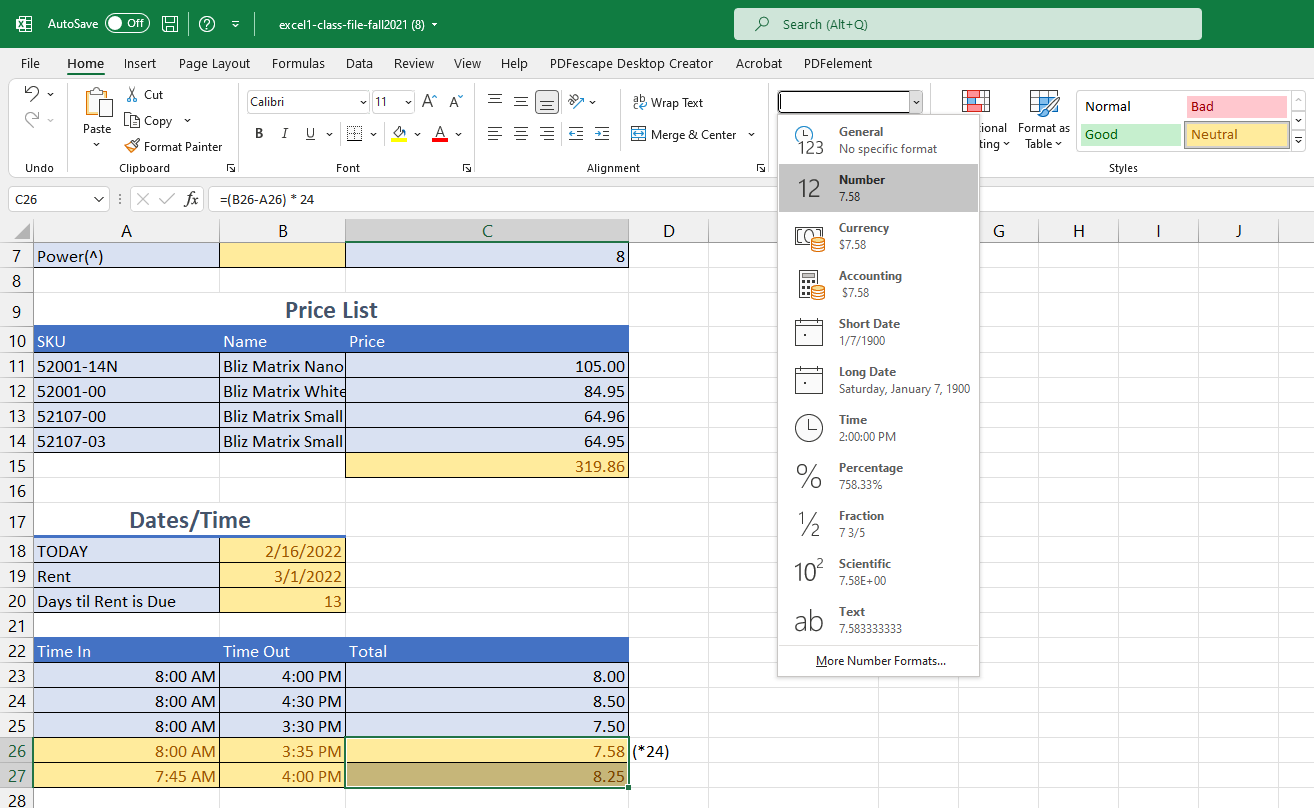 AutoSave Off excel1-class-file-fall2021 (8) Search (Alt+Q)
File Home Insert Page Layout Formulas Data Review View Help PDFescape Desktop Creator Acrobat PDFelement
Undo
Paste
Cut
Copy
Format Painter
Clipboard
Calibri 11
B I U
Font
Wrap Text
Merge & Center
Alignment
Format as Table
Normal Bad
Good Neutral
Styles
C26 fx =(B26-A26) * 24
A B C D G H I J
7 Power(^) 8
8
9 Price List
10 SKU Name Price
11 52001-14N Bliz Matrix Nano 105.00
12 52001-00 Bliz Matrix White 84.95
13 52107-00 Bliz Matrix Small 64.96
14 52107-03 Bliz Matrix Small 64.95
15 319.86
16
17 Dates/Time
18 TODAY 2/16/2022
19 Rent 3/1/2022
20 Days til Rent is Due 13
21
22 Time In Time Out Total
23 8:00 AM 4:00 PM 8.00
24 8:00 AM 4:30 PM 8.50
25 8:00 AM 3:30 PM 7.50
26 8:00 AM 3:35 PM 7.58 (*24)
27 7:45 AM 4:00 PM 8.25
28
123 General
No specific format
12 Number
7.58
Currency
$7.58
Accounting
$7.58
Short Date
1/7/1900
Long Date
Saturday, January 7, 1900
Time
2:00:00 PM
% Percentage
758.33%
½ Fraction
7 3/5
10² Scientific
7.58E+00
ab Text
7.583333333
More Number Formats...